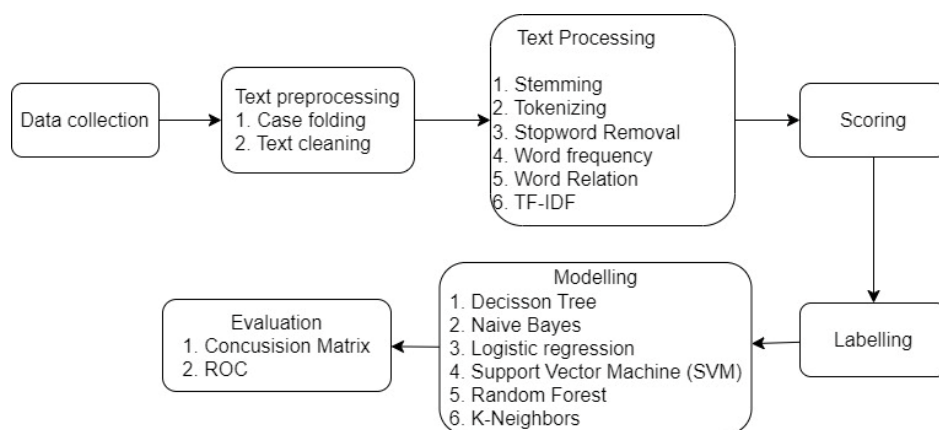 Data collection
Text preprocessing
1. Case folding
2. Text cleaning
Text Processing
1. Stemming
2. Tokenizing
3. Stopword Removal
4. Word frequency
5. Word Relation
6. TF-IDF
Scoring
Labelling
Modelling
1. Decisson Tree
2. Naive Bayes
3. Logistic regression
4. Support Vector Machine (SVM)
5. Random Forest
6. K-Neighbors
Evaluation
1. Concusision Matrix
2. ROC